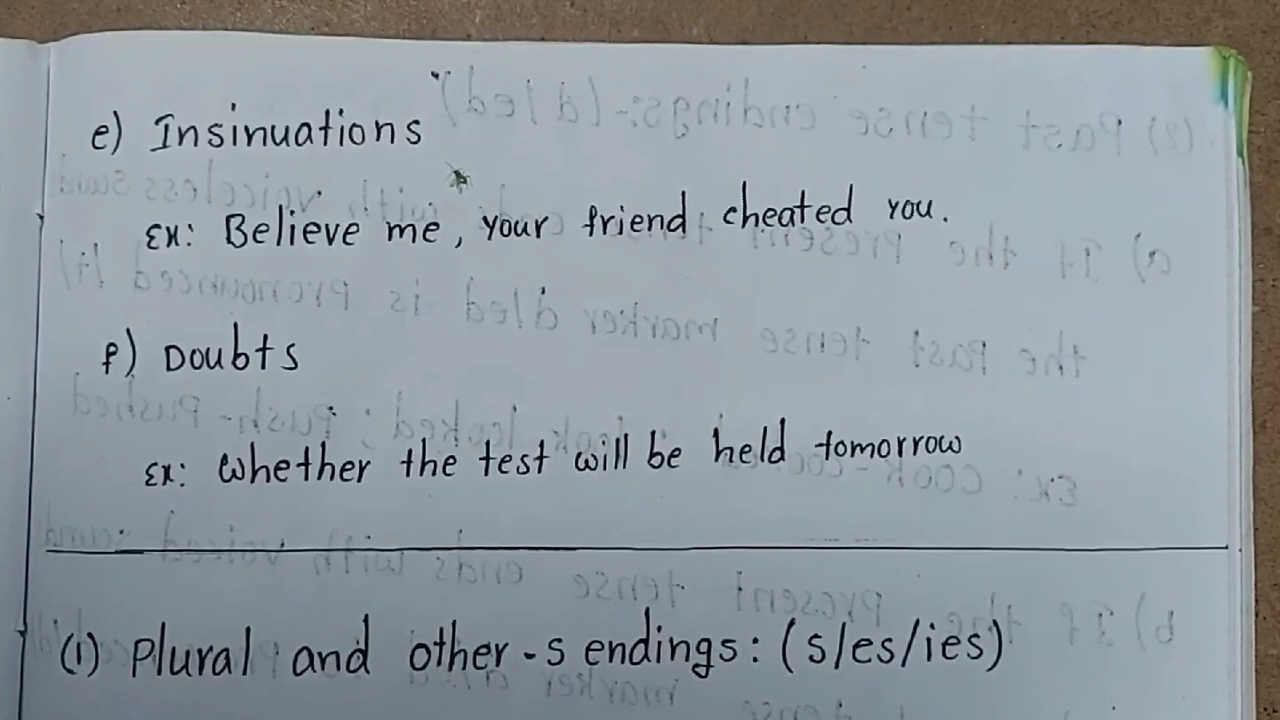 e) Insinuations
Ex: Believe me, your friend cheated you.
f) Doubts
Ex: Whether the test will be held tomorrow
(1) Plural and other-s endings: (s/es/ies)